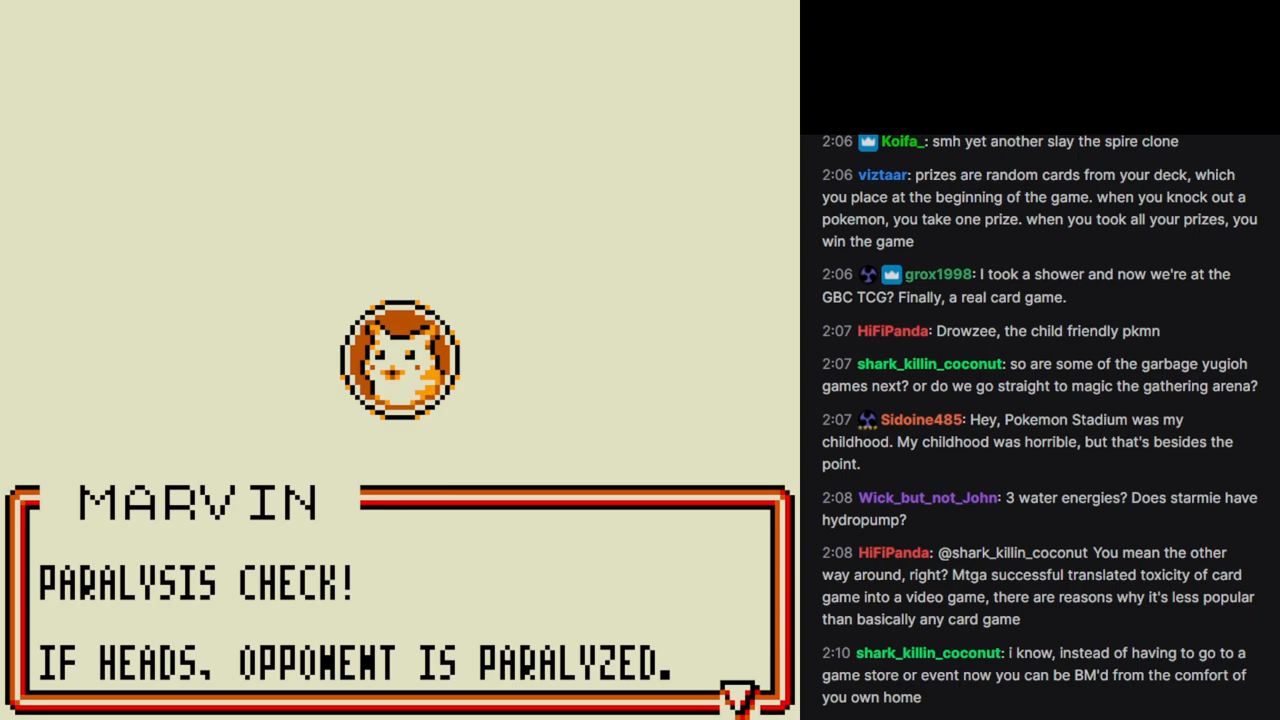 MARVIN
PARALYSIS CHECK!
IF HEADS, OPPONENT IS PARALYZED.
2:06 Koifa_: smh yet another slay the spire clone
2:06 viztaar: prizes are random cards from your deck, which
you place at the beginning of the game. when you knock out a
pokemon, you take one prize. when you took all your prizes, you
win the game
2:06 grox1998: I took a shower and now we're at the
GBC TCG? Finally, a real card game.
2:07 HiFiPanda: Drowzee, the child friendly pkmn
2:07 shark_killin_coconut: so are some of the garbage yugioh
games next? or do we go straight to magic the gathering arena?
2:07 Sidoine485: Hey, Pokemon Stadium was my
childhood. My childhood was horrible, but that's besides the
point.
2:08 Wick_but_not_John: 3 water energies? Does starmie have
hydropump?
2:08 HiFiPanda: @shark_killin_coconut You mean the other
way around, right? Mtga successful translated toxicity of card
game into a video game, there are reasons why it's less popular
than basically any card game
2:10 shark_killin_coconut: i know, instead of having to go to a
game store or event now you can be BM'd from the comfort of
you own home